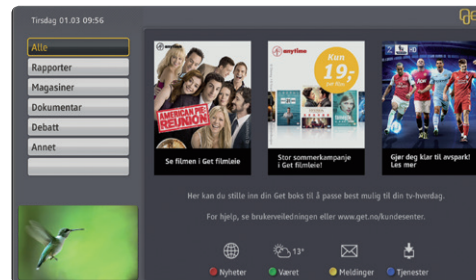 Tirsdag 01.03 09:56
Alle
Rapporter
Magasiner
Dokumentar
Debatt
Annet
anytime
AMERICAN PIE:
REUNION
Se filmen i Get filmleie
anytime
Kun
19,-
Stor sommerkampanje
i Get filmleie!
2 HD
Gjør deg klar til avspark!
Les mer
Her kan du stille inn din Get boks til å passe best mulig til din tv-hverdag.
For hjelp, se brukerveiledningen eller www.get.no/kundesenter.
13°
Nyheter
Været
Meldinger
Tjenester